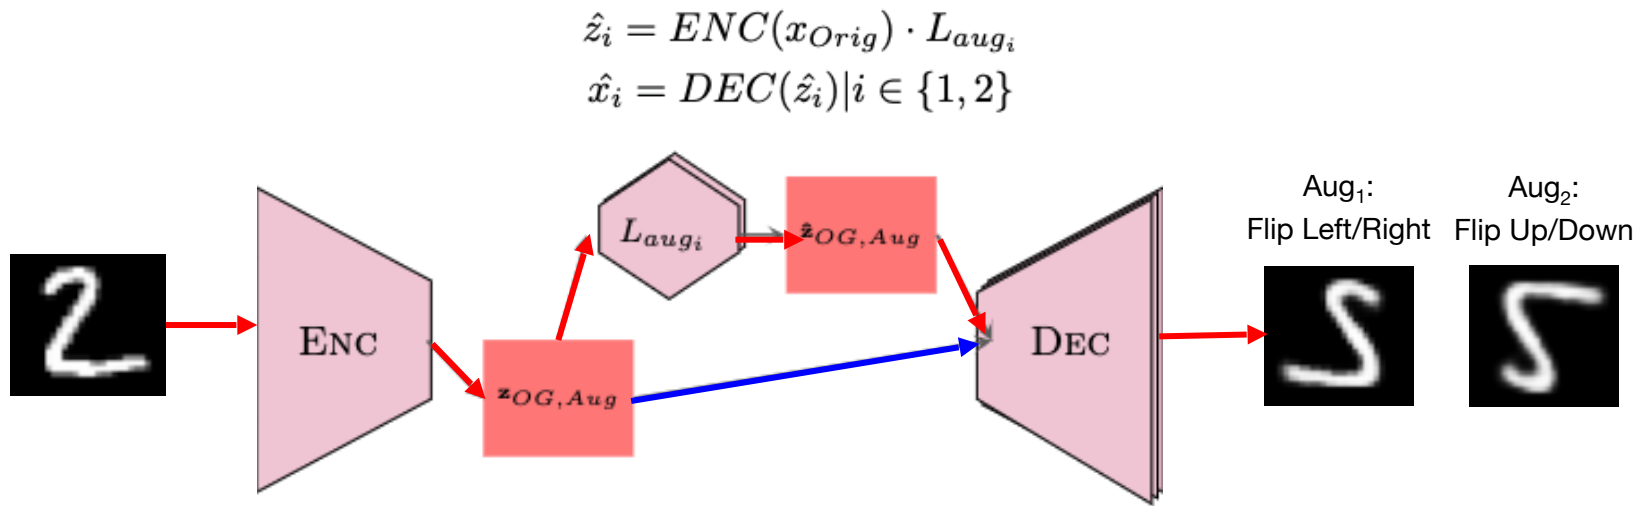 ẑᵢ = ENC(x_Orig) · L_augᵢ
x̂ᵢ = DEC(ẑᵢ)|i ∈ {1, 2}
Aug₁:
Flip Left/Right
Aug₂:
Flip Up/Down
L_augᵢ
ẑ_OG,Aug
ENC
z_OG,Aug
DEC
2